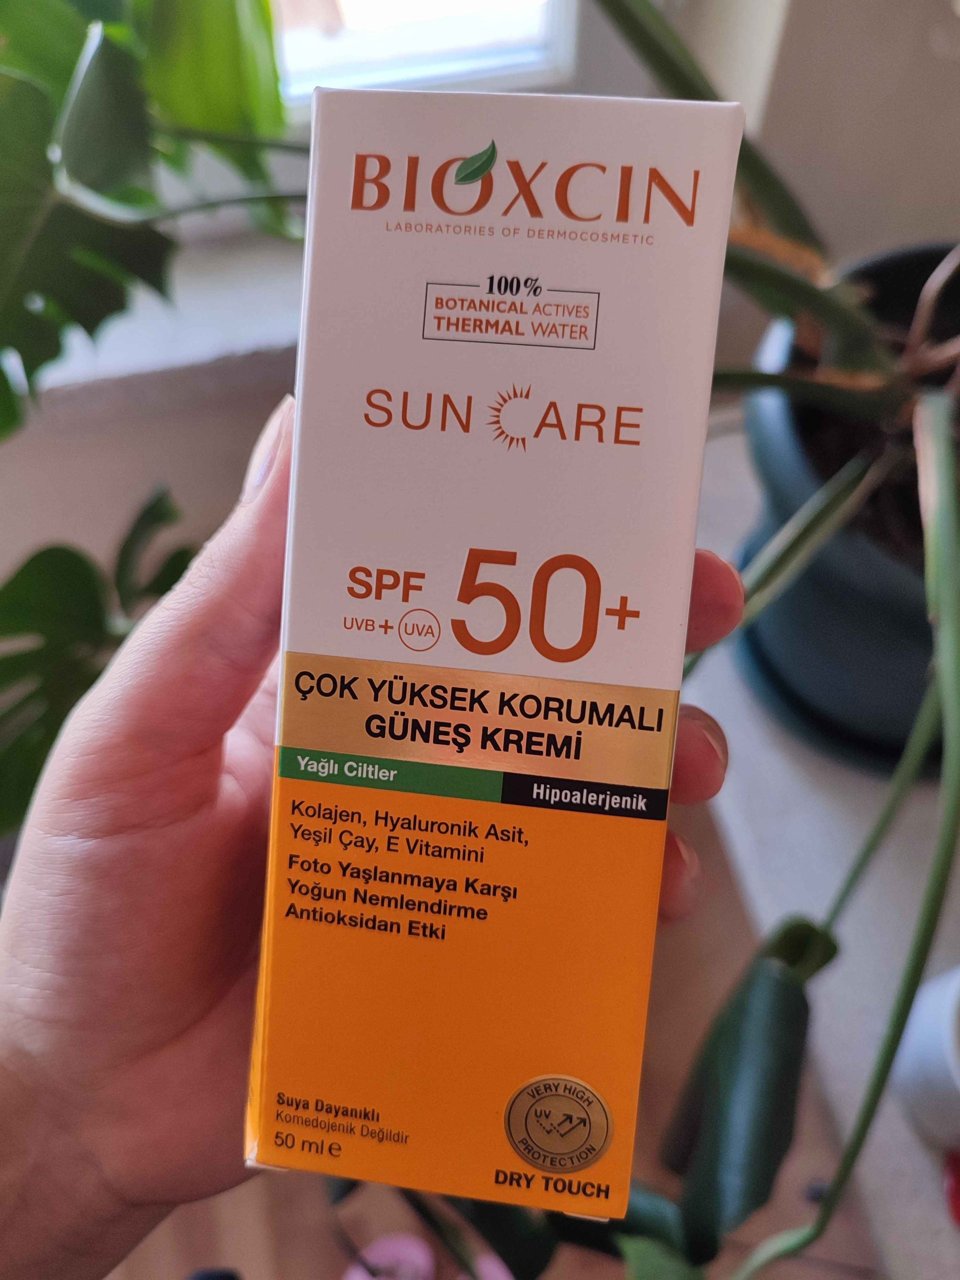 BIOXCIN
LABORATORIES OF DERMOCOSMETIC
100%
BOTANICAL ACTIVES
THERMAL WATER
SUN CARE
SPF 50+
UVB + UVA
ÇOK YÜKSEK KORUMALI
GÜNEŞ KREMİ
Yağlı Ciltler
Hipoalerjenik
Kolajen, Hyaluronik Asit,
Yeşil Çay, E Vitamini
Foto Yaşlanmaya Karşı
Yoğun Nemlendirme
Antioksidan Etki
Suya Dayanıklı
Komedojenik Değildir
50 ml e
VERY HIGH
UV
PROTECTION
DRY TOUCH